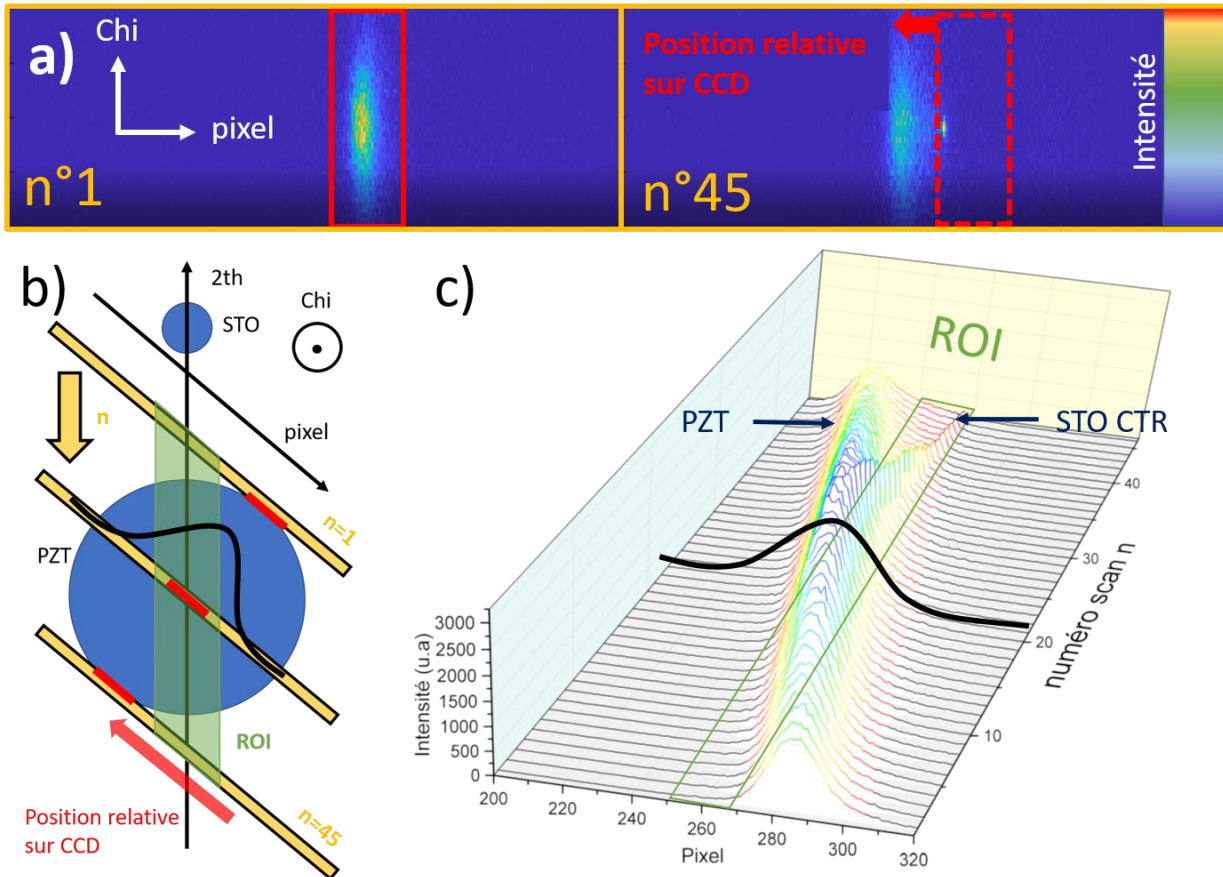 a)
Chi
pixel
n°1
Position relative
sur CCD
n°45
Intensité
b)
2th
STO
Chi
n
pixel
n=1
PZT
ROI
Position relative
sur CCD
n=45
c)
ROI
PZT
STO CTR
Intensité (u.a)
3000
2500
2000
1500
1000
500
0
200
220
240
260
280
300
320
Pixel
10
20
30
40
numéro scan n